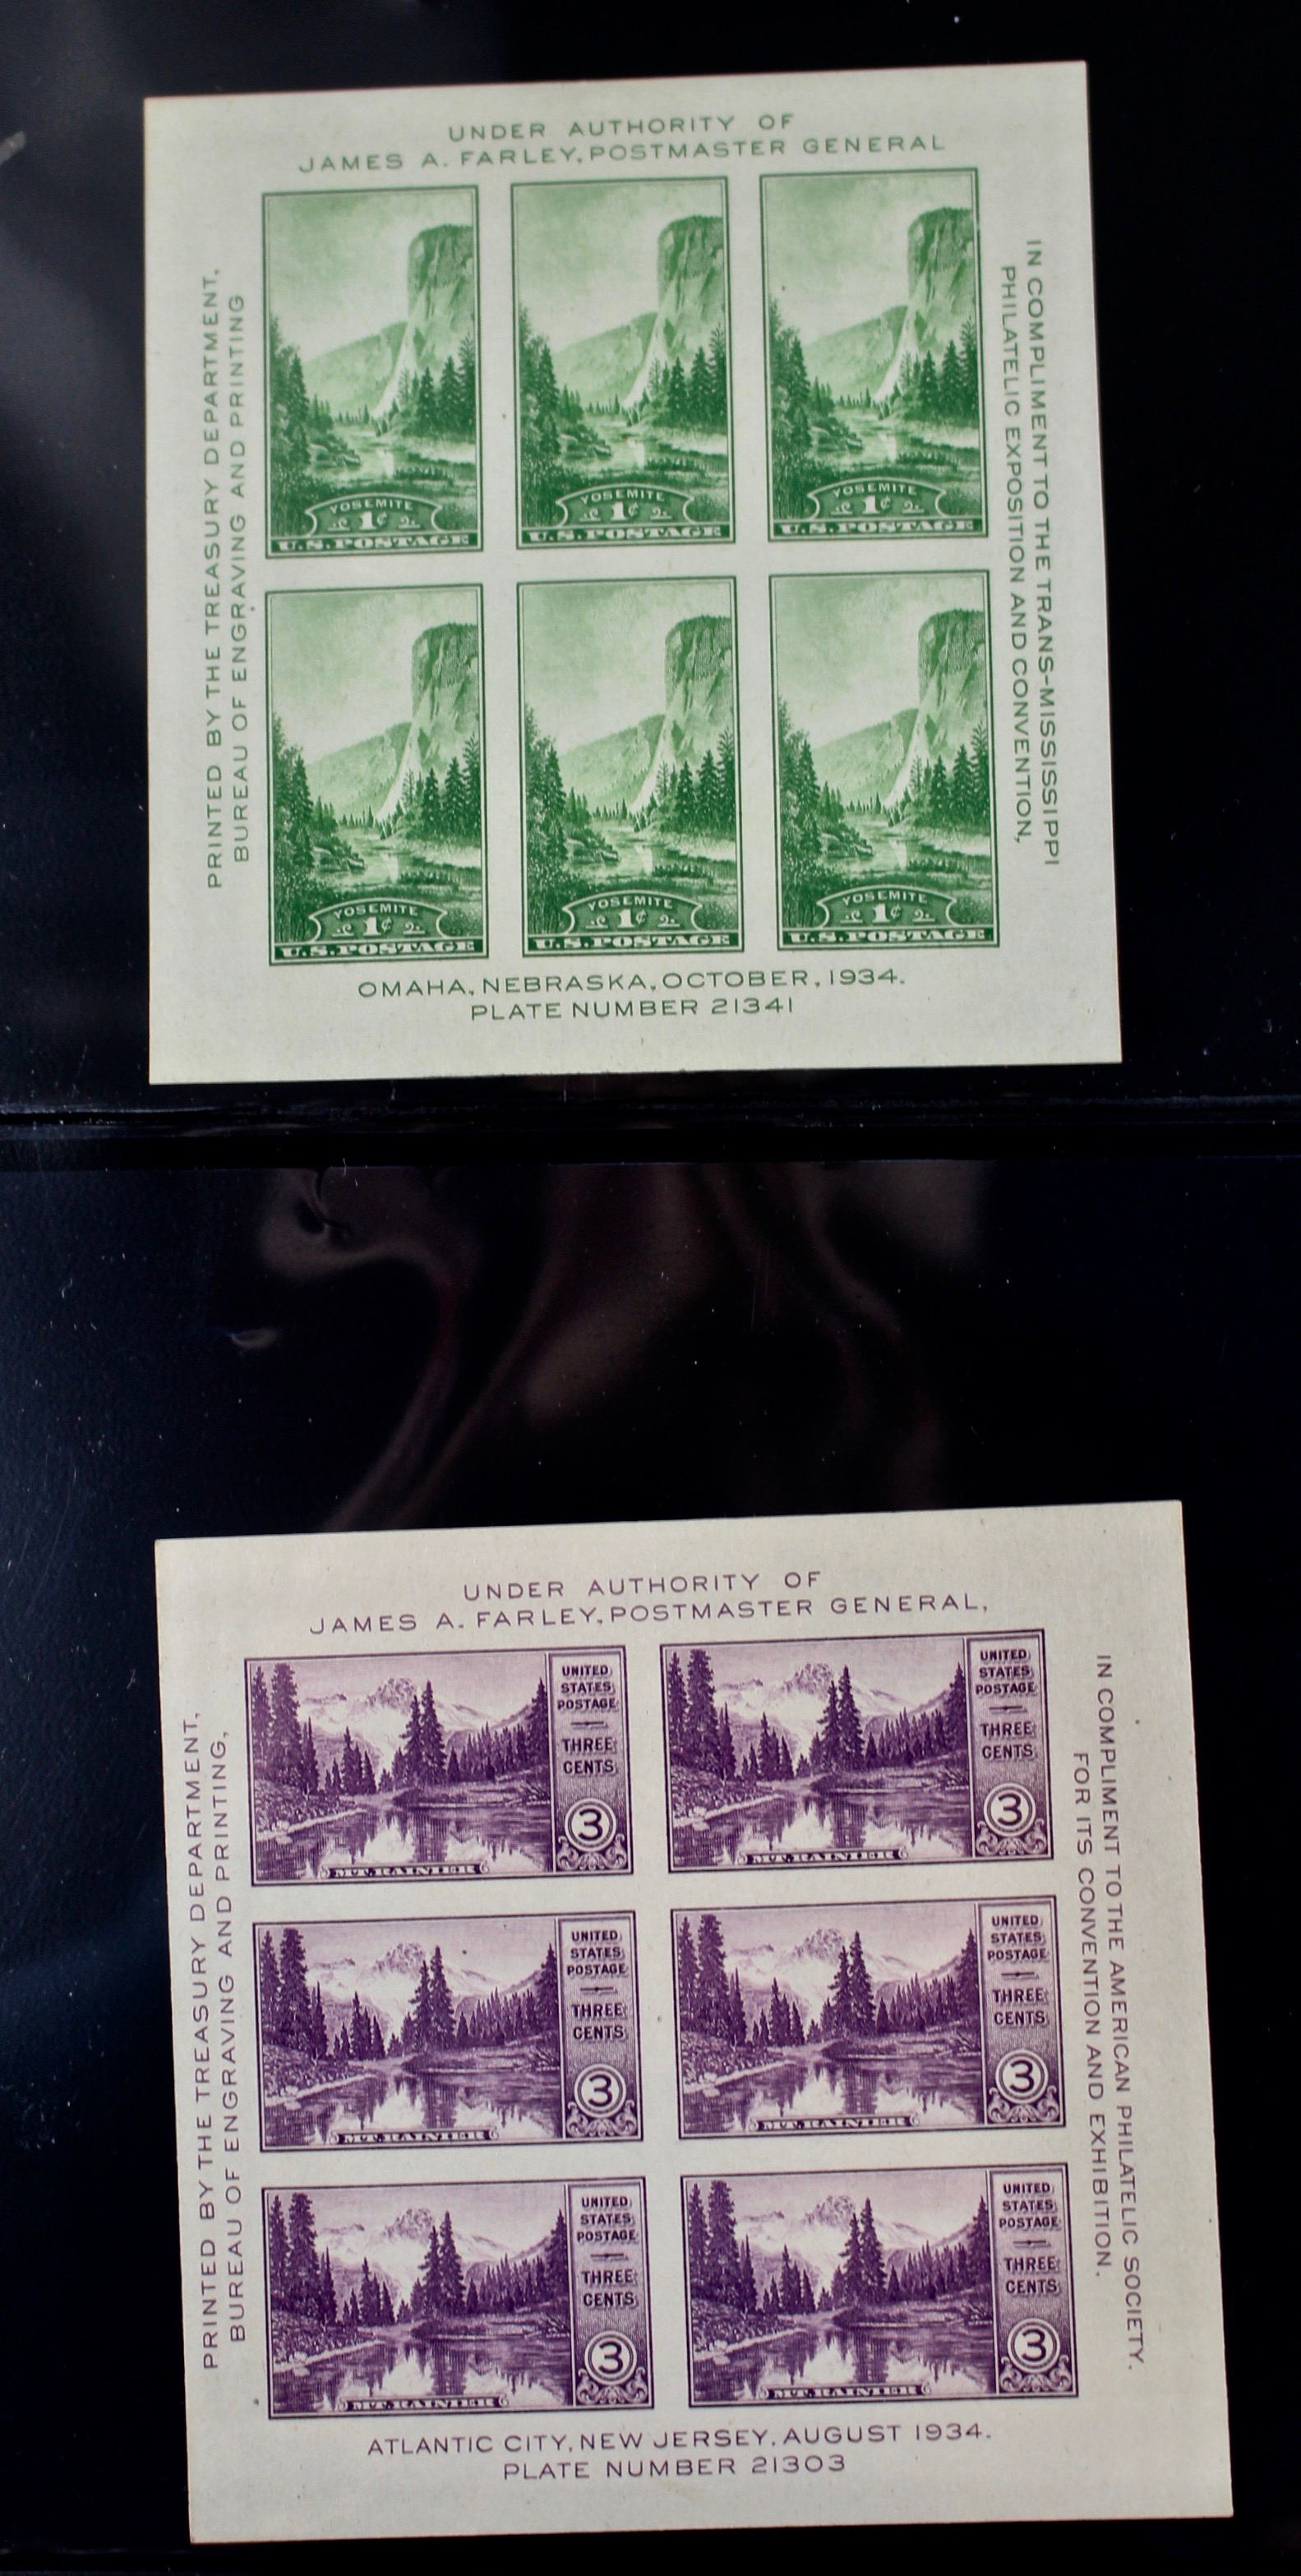 UNDER AUTHORITY OF
JAMES A. FARLEY, POSTMASTER GENERAL
PRINTED BY THE TREASURY DEPARTMENT,
BUREAU OF ENGRAVING AND PRINTING
IN COMPLIMENT TO THE TRANS-MISSISSIPPI
PHILATELIC EXPOSITION AND CONVENTION,
YOSEMITE
1¢
U.S. POSTAGE
YOSEMITE
1¢
U.S. POSTAGE
YOSEMITE
1¢
U.S. POSTAGE
YOSEMITE
1¢
U.S. POSTAGE
YOSEMITE
1¢
U.S. POSTAGE
YOSEMITE
1¢
U.S. POSTAGE
OMAHA, NEBRASKA, OCTOBER, 1934.
PLATE NUMBER 21341
UNDER AUTHORITY OF
JAMES A. FARLEY, POSTMASTER GENERAL,
PRINTED BY THE TREASURY DEPARTMENT,
BUREAU OF ENGRAVING AND PRINTING,
IN COMPLIMENT TO THE AMERICAN PHILATELIC SOCIETY.
FOR ITS CONVENTION AND EXHIBITION.
UNITED
STATES
POSTAGE
THREE
CENTS
3
MT. RAINIER
UNITED
STATES
POSTAGE
THREE
CENTS
3
MT. RAINIER
UNITED
STATES
POSTAGE
THREE
CENTS
3
MT. RAINIER
UNITED
STATES
POSTAGE
THREE
CENTS
3
MT. RAINIER
UNITED
STATES
POSTAGE
THREE
CENTS
3
MT. RAINIER
UNITED
STATES
POSTAGE
THREE
CENTS
3
MT. RAINIER
ATLANTIC CITY, NEW JERSEY, AUGUST 1934.
PLATE NUMBER 21303